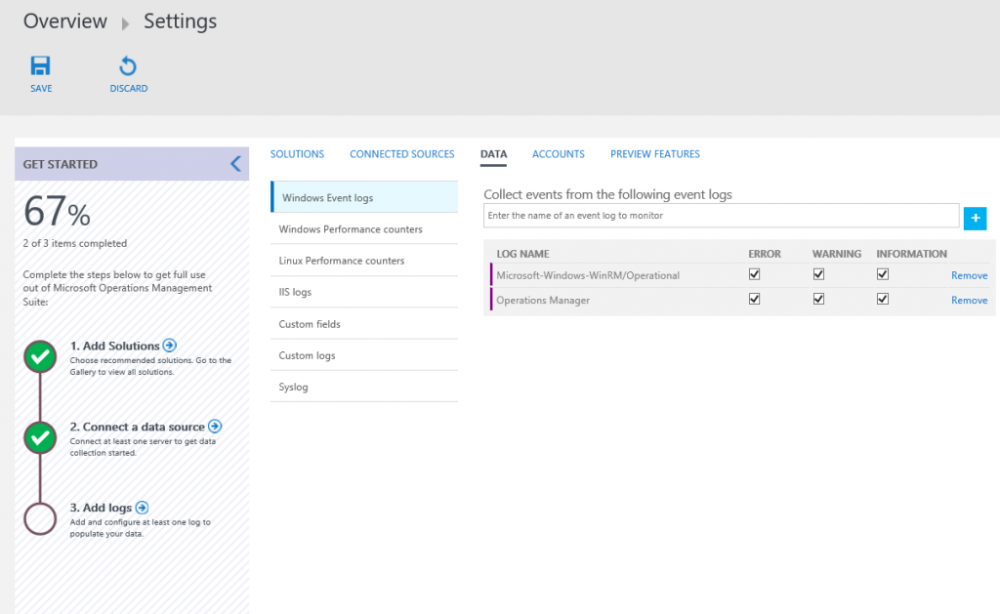 Overview Settings
SAVE DISCARD
GET STARTED
67%
2 of 3 items completed
Complete the steps below to get full use
out of Microsoft Operations Management
Suite:
1. Add Solutions
Choose recommended solutions. Go to the
Gallery to view all solutions.
2. Connect a data source
Connect at least one server to get data
collection started.
3. Add logs
Add and configure at least one log to
populate your data.
SOLUTIONS CONNECTED SOURCES DATA ACCOUNTS PREVIEW FEATURES
Windows Event logs
Windows Performance counters
Linux Performance counters
IIS logs
Custom fields
Custom logs
Syslog
Collect events from the following event logs
Enter the name of an event log to monitor
+
LOG NAME ERROR WARNING INFORMATION
Microsoft-Windows-WinRM/Operational Remove
Operations Manager Remove